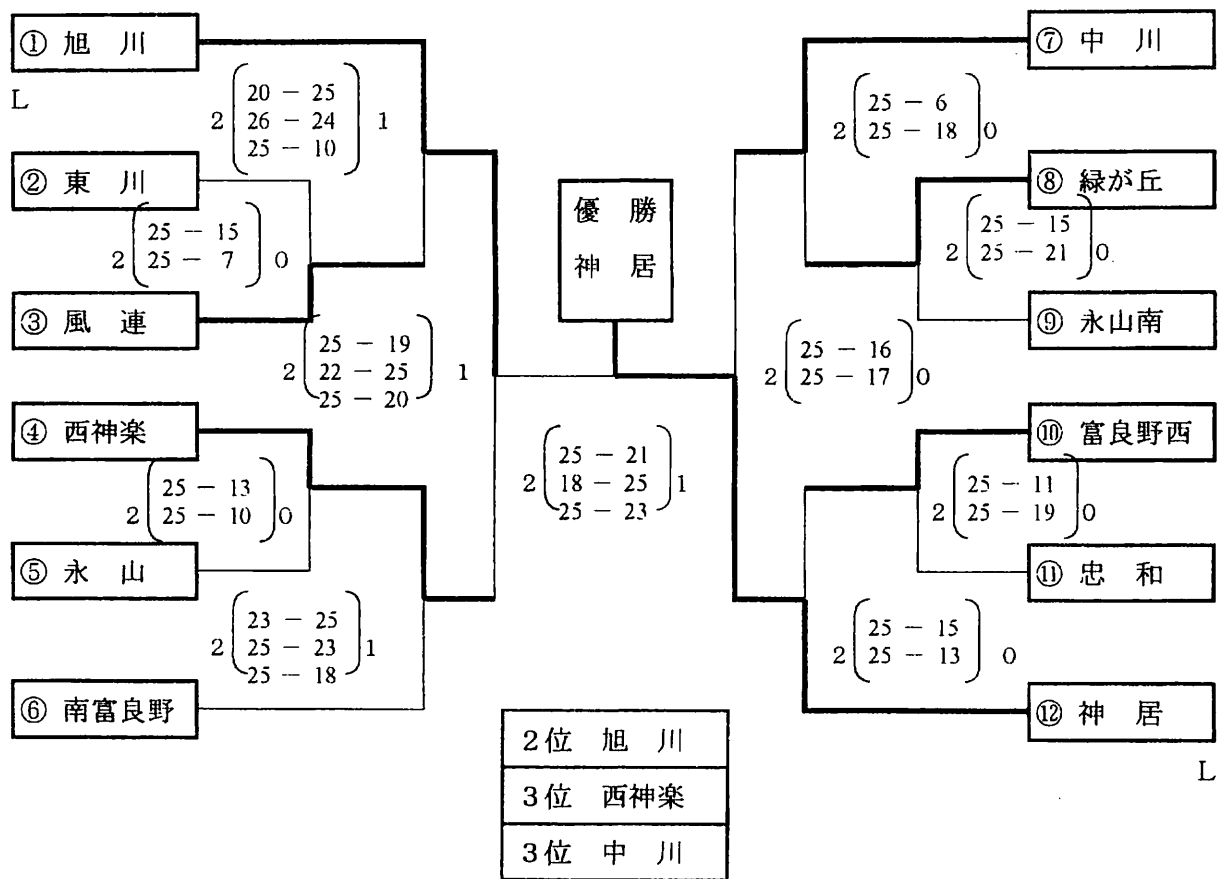 ① 旭 川
L
2 20 - 25 1
26 - 24
25 - 10
② 東 川
2 25 - 15 0
25 - 7
③ 風 連
2 25 - 19 1
22 - 25
25 - 20
④ 西神楽
2 25 - 13 0
25 - 10
⑤ 永 山
2 23 - 25 1
25 - 23
25 - 18
⑥ 南富良野
優 勝
神 居
2 25 - 21 1
18 - 25
25 - 23
⑦ 中 川
2 25 - 6 0
25 - 18
⑧ 緑が丘
2 25 - 15 0
25 - 21
⑨ 永山南
2 25 - 16 0
25 - 17
⑩ 富良野西
2 25 - 11 0
25 - 19
⑪ 忠 和
2 25 - 15 0
25 - 13
⑫ 神 居
L
2位 旭 川
3位 西神楽
3位 中 川